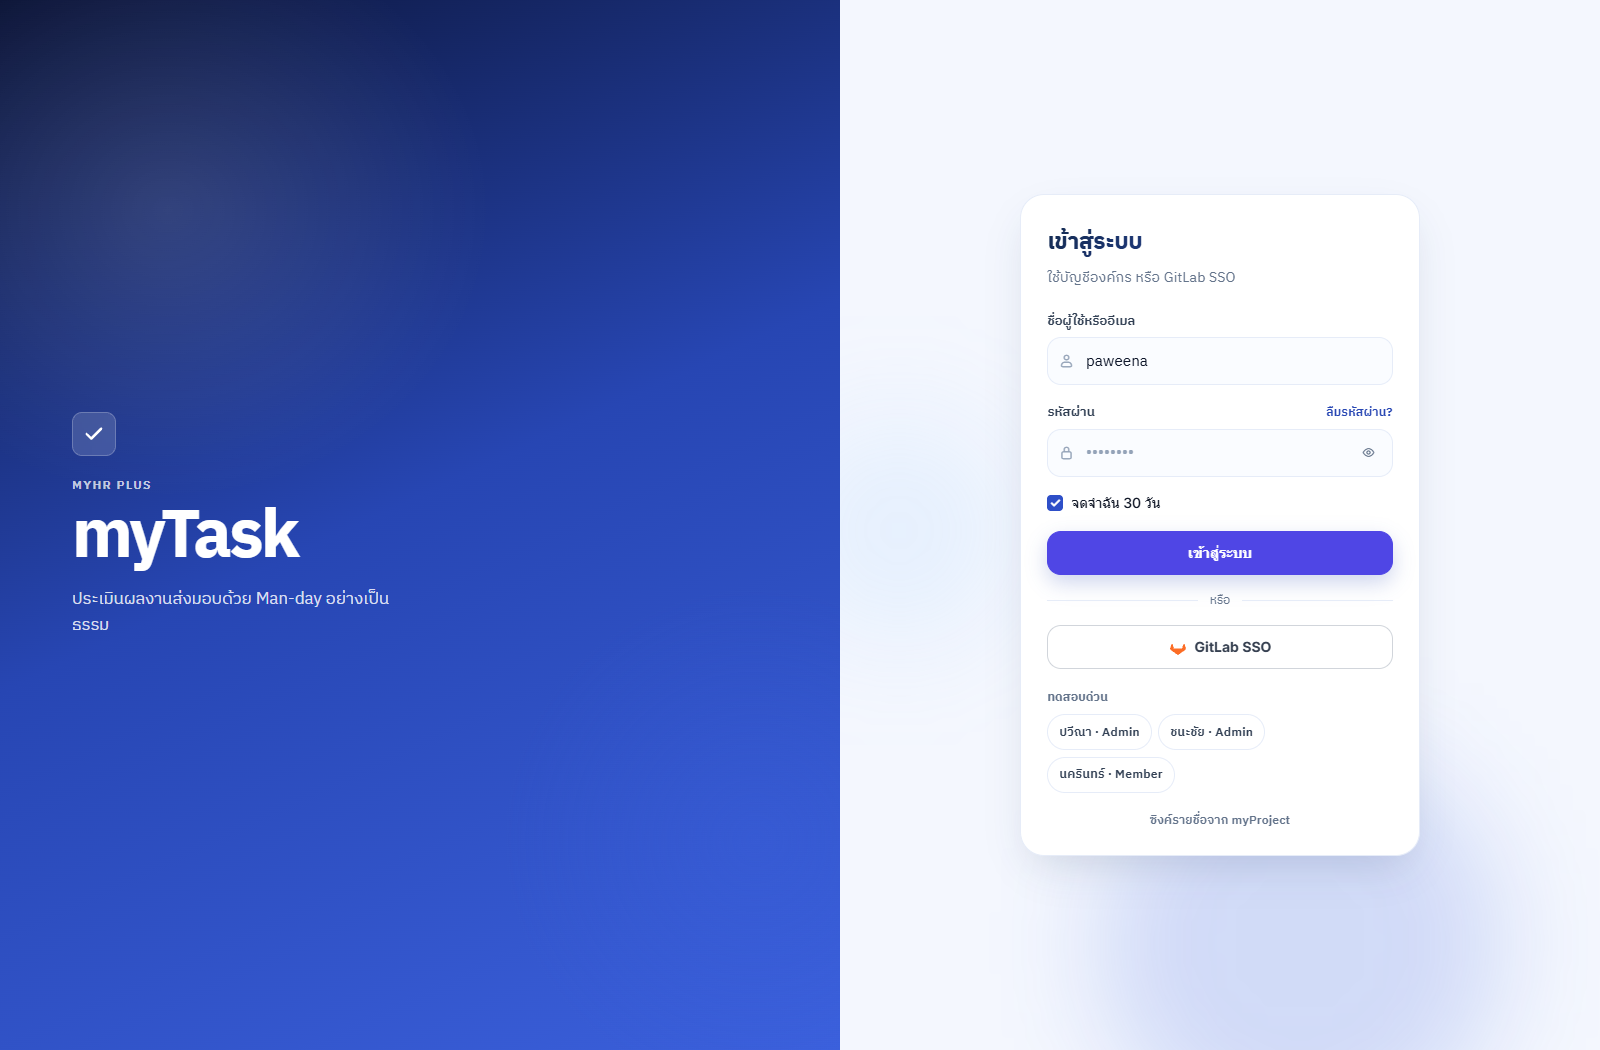 MYHR PLUS
myTask
ประเมินผลงานส่งมอบด้วย Man-day อย่างเป็น
ธรรม
เข้าสู่ระบบ
ใช้บัญชีองค์กร หรือ GitLab SSO
ชื่อผู้ใช้หรืออีเมล
paweena
รหัสผ่าน
ลืมรหัสผ่าน?
••••••••
จดจำฉัน 30 วัน
เข้าสู่ระบบ
หรือ
GitLab SSO
ทดสอบด่วน
ปวีณา · Admin
ชนะชัย · Admin
นครินทร์ · Member
ซิงค์รายชื่อจาก myProject